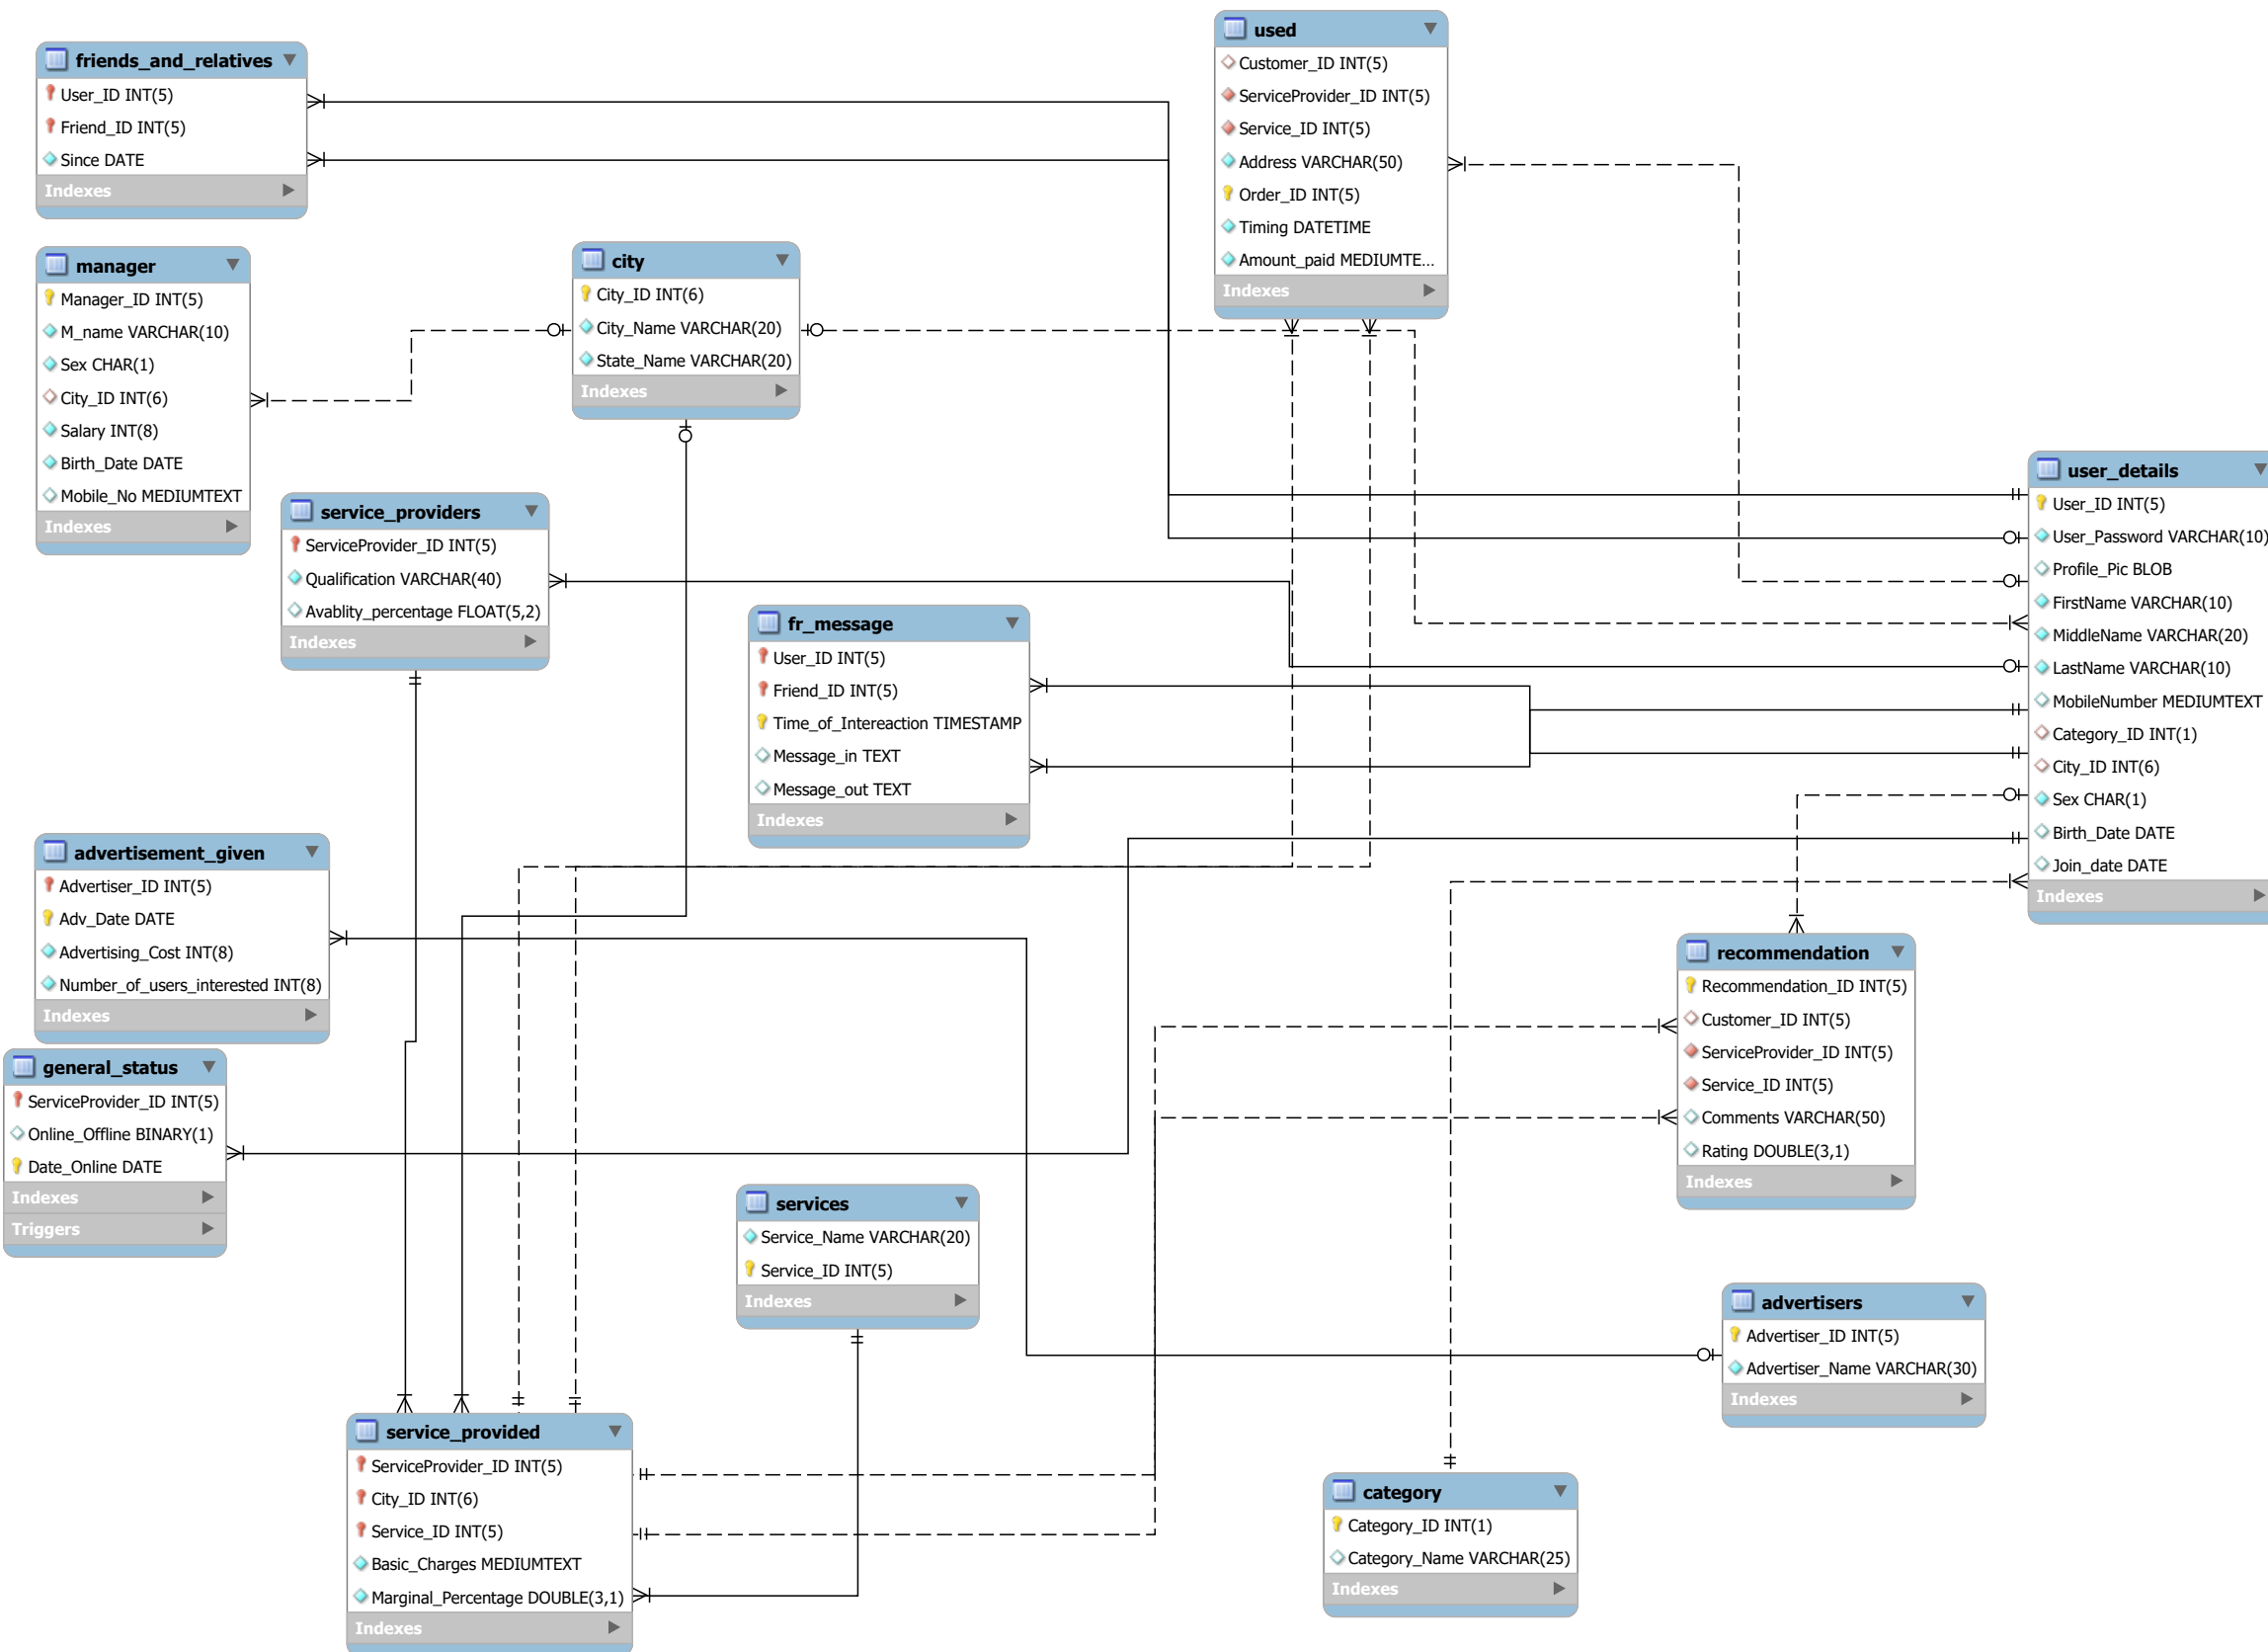 friends_and_relatives
User_ID INT(5)
Friend_ID INT(5)
Since DATE
Indexes
used
Customer_ID INT(5)
ServiceProvider_ID INT(5)
Service_ID INT(5)
Address VARCHAR(50)
Order_ID INT(5)
Timing DATETIME
Amount_paid MEDIUMTE...
Indexes
manager
Manager_ID INT(5)
M_name VARCHAR(10)
Sex CHAR(1)
City_ID INT(6)
Salary INT(8)
Birth_Date DATE
Mobile_No MEDIUMTEXT
Indexes
city
City_ID INT(6)
City_Name VARCHAR(20)
State_Name VARCHAR(20)
Indexes
service_providers
ServiceProvider_ID INT(5)
Qualification VARCHAR(40)
Avablity_percentage FLOAT(5,2)
Indexes
fr_message
User_ID INT(5)
Friend_ID INT(5)
Time_of_Intereaction TIMESTAMP
Message_in TEXT
Message_out TEXT
Indexes
user_details
User_ID INT(5)
User_Password VARCHAR(10)
Profile_Pic BLOB
FirstName VARCHAR(10)
MiddleName VARCHAR(20)
LastName VARCHAR(10)
MobileNumber MEDIUMTEXT
Category_ID INT(1)
City_ID INT(6)
Sex CHAR(1)
Birth_Date DATE
Join_date DATE
Indexes
advertisement_given
Advertiser_ID INT(5)
Adv_Date DATE
Advertising_Cost INT(8)
Number_of_users_interested INT(8)
Indexes
general_status
ServiceProvider_ID INT(5)
Online_Offline BINARY(1)
Date_Online DATE
Indexes
Triggers
recommendation
Recommendation_ID INT(5)
Customer_ID INT(5)
ServiceProvider_ID INT(5)
Service_ID INT(5)
Comments VARCHAR(50)
Rating DOUBLE(3,1)
Indexes
services
Service_Name VARCHAR(20)
Service_ID INT(5)
Indexes
advertisers
Advertiser_ID INT(5)
Advertiser_Name VARCHAR(30)
Indexes
service_provided
ServiceProvider_ID INT(5)
City_ID INT(6)
Service_ID INT(5)
Basic_Charges MEDIUMTEXT
Marginal_Percentage DOUBLE(3,1)
Indexes
category
Category_ID INT(1)
Category_Name VARCHAR(25)
Indexes